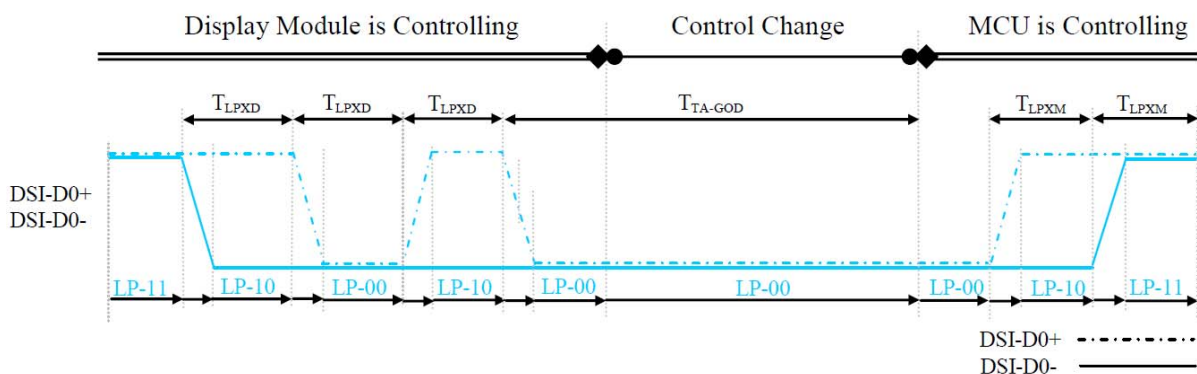 Display Module is Controlling Control Change MCU is Controlling
TLPXD TLPXD TLPXD TTA-GOD TLPXM TLPXM
DSI-D0+
DSI-D0-
LP-11 LP-10 LP-00 LP-10 LP-00 LP-00 LP-00 LP-10 LP-11
DSI-D0+
DSI-D0-